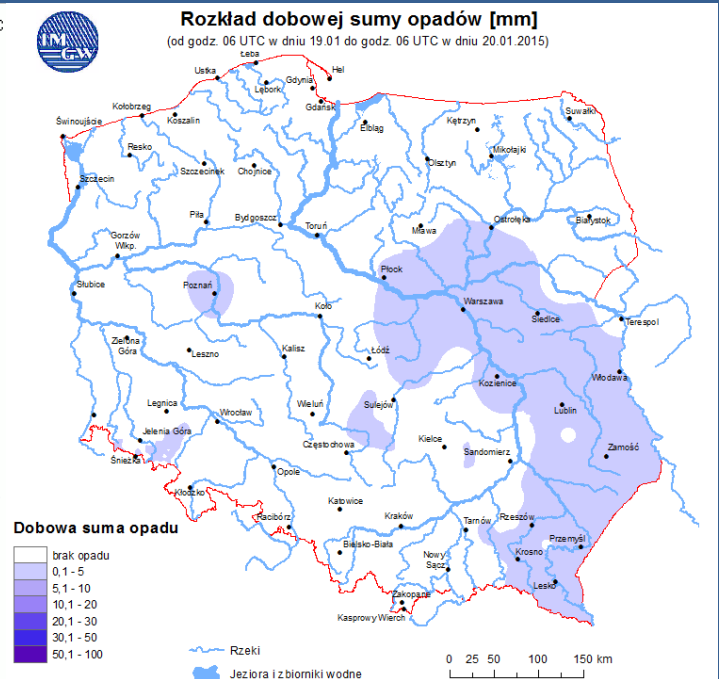 c
IM
GW
Rozkład dobowej sumy opadów [mm]
(od godz. 06 UTC w dniu 19.01 do godz. 06 UTC w dniu 20.01.2015)
Łeba
Hel
Ustka
Gdynia
Lębork
Gdańsk
Kołobrzeg
Suwałki
Świnoujście
Koszalin
Elbląg
Kętrzyn
Resko
Mikołajki
Olsztyn
Szczecinek
Chojnice
Szczecin
Piła
Bydgoszcz
Toruń
Mława
Ostrołęka
Białystok
Gorzów
Wlkp.
Płock
Słubice
Poznań
Koło
Warszawa
Siedlce
Terespol
Zielona
Góra
Leszno
Kalisz
Łódź
Kozienice
Włodawa
Legnica
Wrocław
Wieluń
Sulejów
Lublin
Jelenia Góra
Kielce
Częstochowa
Sandomierz
Zamość
Śnieżka
Opole
Kłodzko
Katowice
Racibórz
Kraków
Tarnów
Rzeszów
Przemyśl
Bielsko-Biała
Nowy
Sącz
Krosno
Lesko
Zakopane
Kasprowy Wierch
Dobowa suma opadu
brak opadu
0,1 - 5
5,1 - 10
10,1 - 20
20,1 - 30
30,1 - 50
50,1 - 100
Rzeki
Jeziora i zbiorniki wodne
0 25 50 100 150 km